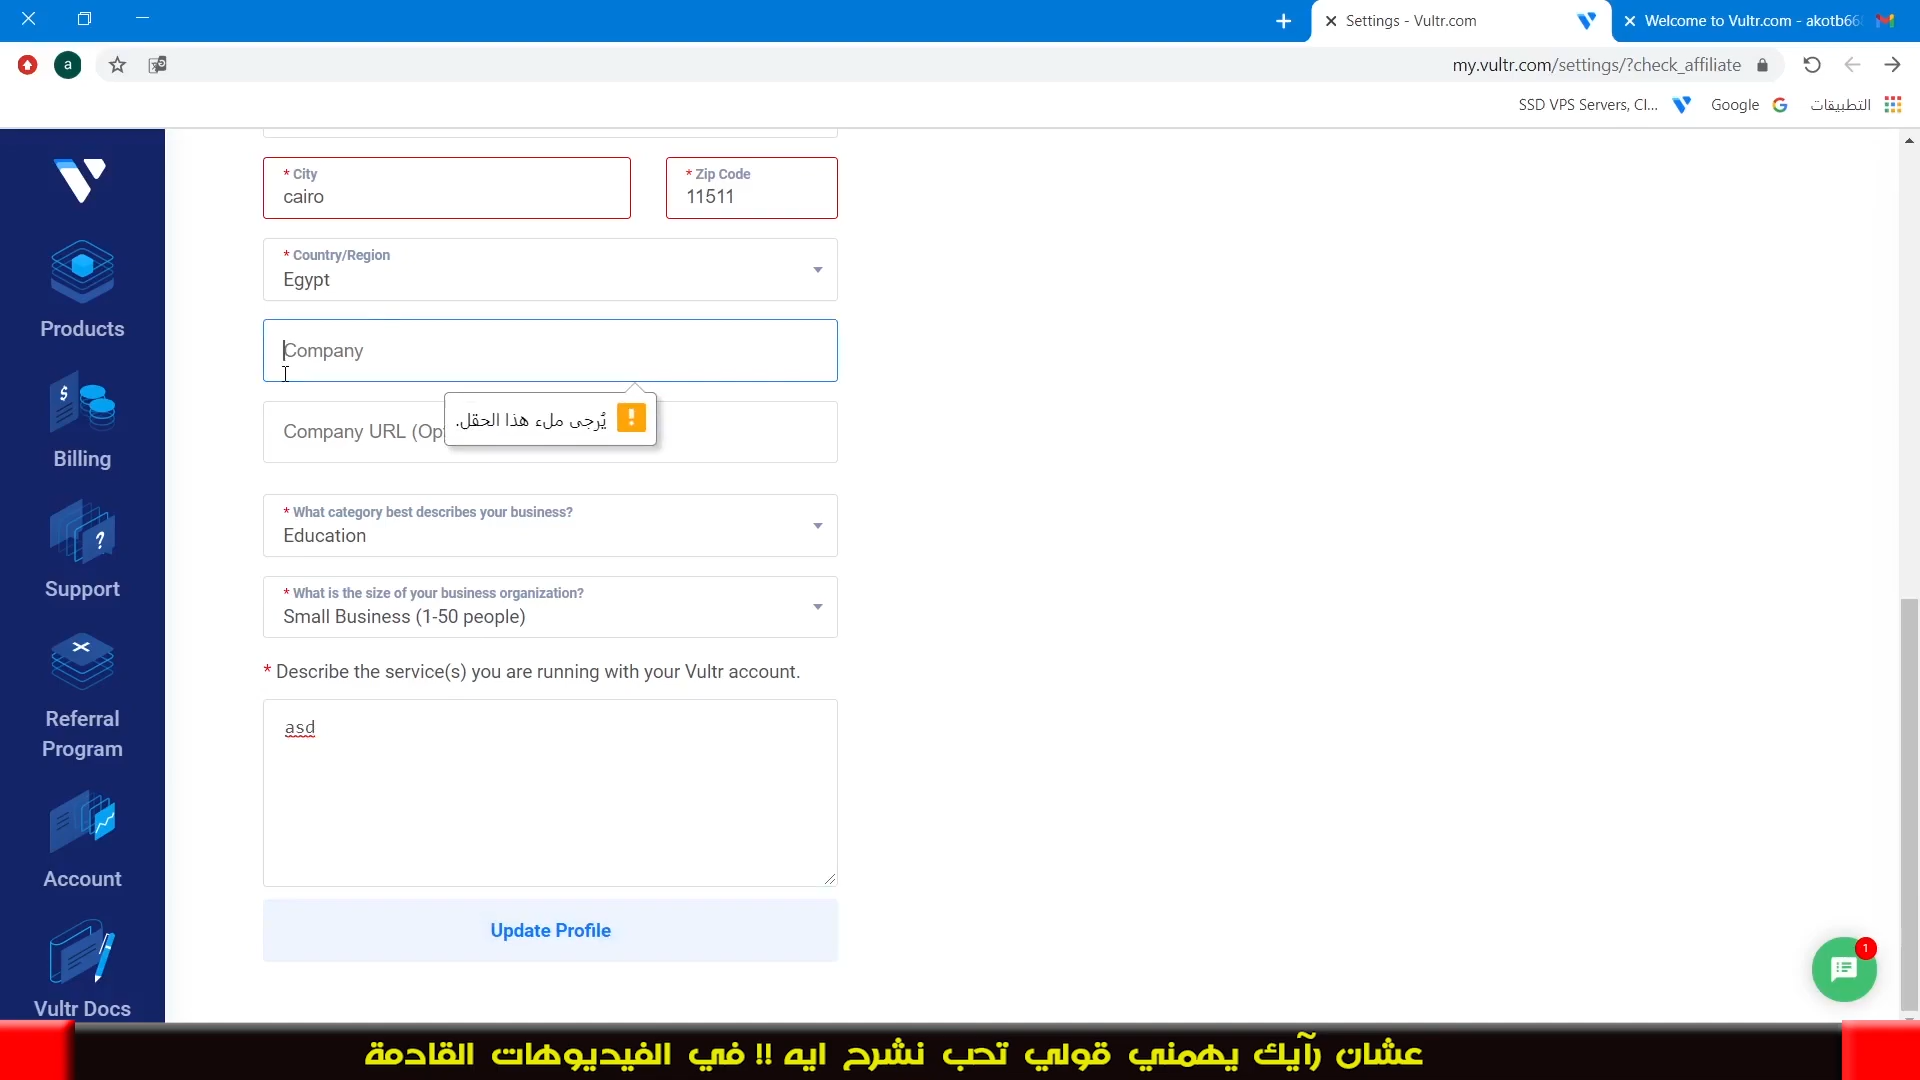 Settings - Vultr.com
Welcome to Vultr.com - akotb66
a
my.vultr.com/settings/?check_affiliate
SSD VPS Servers, Cl...
Google
التطبيقات
* City
cairo
* Zip Code
11511
* Country/Region
Egypt
Company
يُرجى ملء هذا الحقل.
Company URL (Op
* What category best describes your business?
Education
* What is the size of your business organization?
Small Business (1-50 people)
* Describe the service(s) you are running with your Vultr account.
asd
Update Profile
Products
Billing
Support
Referral
Program
Account
Vultr Docs
1
عشان رآيك يهمني قولي تحب نشرح ايه !! في الفيديوهات القادمة